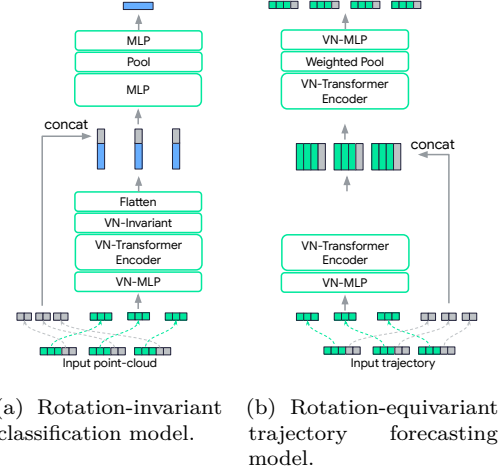 MLP
Pool
MLP
concat
Flatten
VN-Invariant
VN-Transformer
Encoder
VN-MLP
Input point-cloud
VN-MLP
Weighted Pool
VN-Transformer
Encoder
concat
VN-Transformer
Encoder
VN-MLP
Input trajectory
a) Rotation-invariant
classification model.
(b) Rotation-equivariant
trajectory forecasting
model.